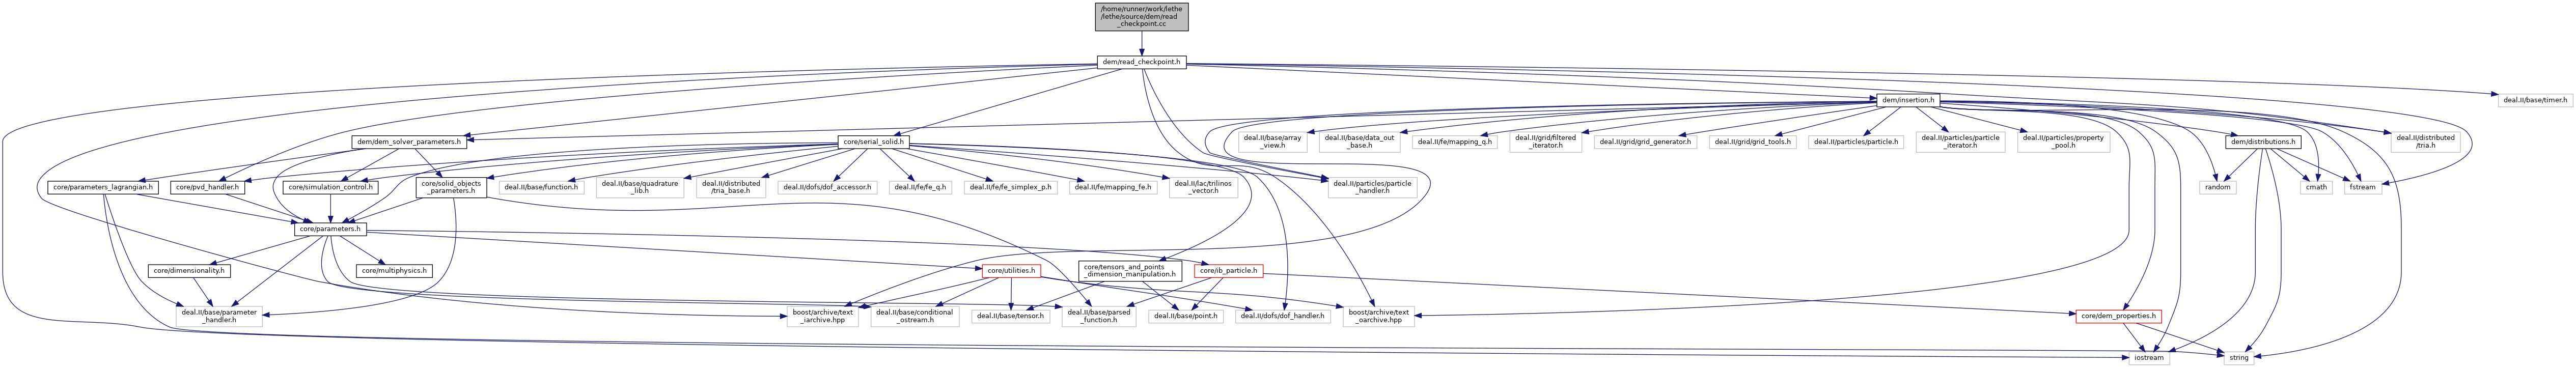 /home/runner/work/lethe
/lethe/source/dem/read
_checkpoint.cc
dem/read_checkpoint.h
dem/insertion.h
deal.II/base/timer.h
dem/dem_solver_parameters.h
core/serial_solid.h
deal.II/base/array
_view.h
deal.II/base/data_out
_base.h
deal.II/fe/mapping_q.h
deal.II/grid/filtered
_iterator.h
deal.II/grid/grid_generator.h
deal.II/grid/grid_tools.h
deal.II/particles/particle.h
deal.II/particles/particle
_iterator.h
deal.II/particles/property
_pool.h
dem/distributions.h
deal.II/distributed
/tria.h
core/parameters_lagrangian.h
core/pvd_handler.h
core/simulation_control.h
core/solid_objects
_parameters.h
deal.II/base/function.h
deal.II/base/quadrature
_lib.h
deal.II/distributed
/tria_base.h
deal.II/dofs/dof_accessor.h
deal.II/fe/fe_q.h
deal.II/fe/fe_simplex_p.h
deal.II/fe/mapping_fe.h
deal.II/lac/trilinos
_vector.h
deal.II/particles/particle
_handler.h
random
cmath
fstream
core/parameters.h
core/dimensionality.h
core/multiphysics.h
core/utilities.h
core/tensors_and_points
_dimension_manipulation.h
core/ib_particle.h
deal.II/base/parameter
_handler.h
boost/archive/text
_iarchive.hpp
deal.II/base/conditional
_ostream.h
deal.II/base/tensor.h
deal.II/base/parsed
_function.h
deal.II/base/point.h
deal.II/dofs/dof_handler.h
boost/archive/text
_oarchive.hpp
core/dem_properties.h
iostream
string